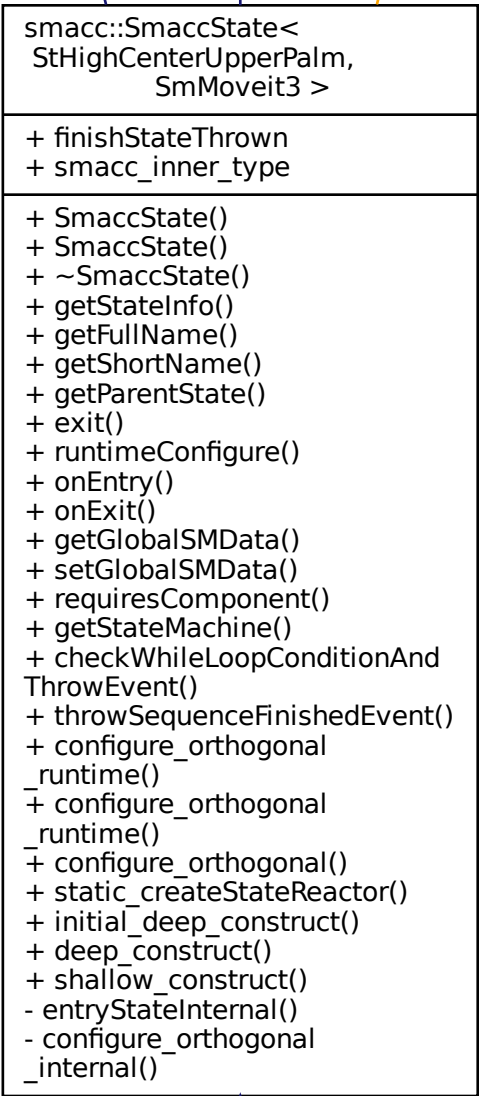 smacc::SmaccState<
StHighCenterUpperPalm,
SmMoveit3 >
+ finishStateThrown
+ smacc_inner_type
+ SmaccState()
+ SmaccState()
+ ~SmaccState()
+ getStateInfo()
+ getFullName()
+ getShortName()
+ getParentState()
+ exit()
+ runtimeConfigure()
+ onEntry()
+ onExit()
+ getGlobalSMData()
+ setGlobalSMData()
+ requiresComponent()
+ getStateMachine()
+ checkWhileLoopConditionAnd
ThrowEvent()
+ throwSequenceFinishedEvent()
+ configure_orthogonal
_runtime()
+ configure_orthogonal
_runtime()
+ configure_orthogonal()
+ static_createStateReactor()
+ initial_deep_construct()
+ deep_construct()
+ shallow_construct()
- entryStateInternal()
- configure_orthogonal
_internal()